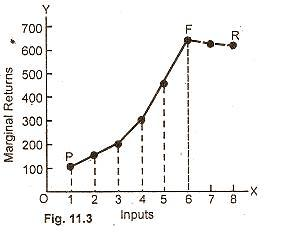 Y
700
600
500
400
300
200
100
Marginal Returns
P
F
R
O
1 2 3 4 5 6 7 8
X
Fig. 11.3
Inputs